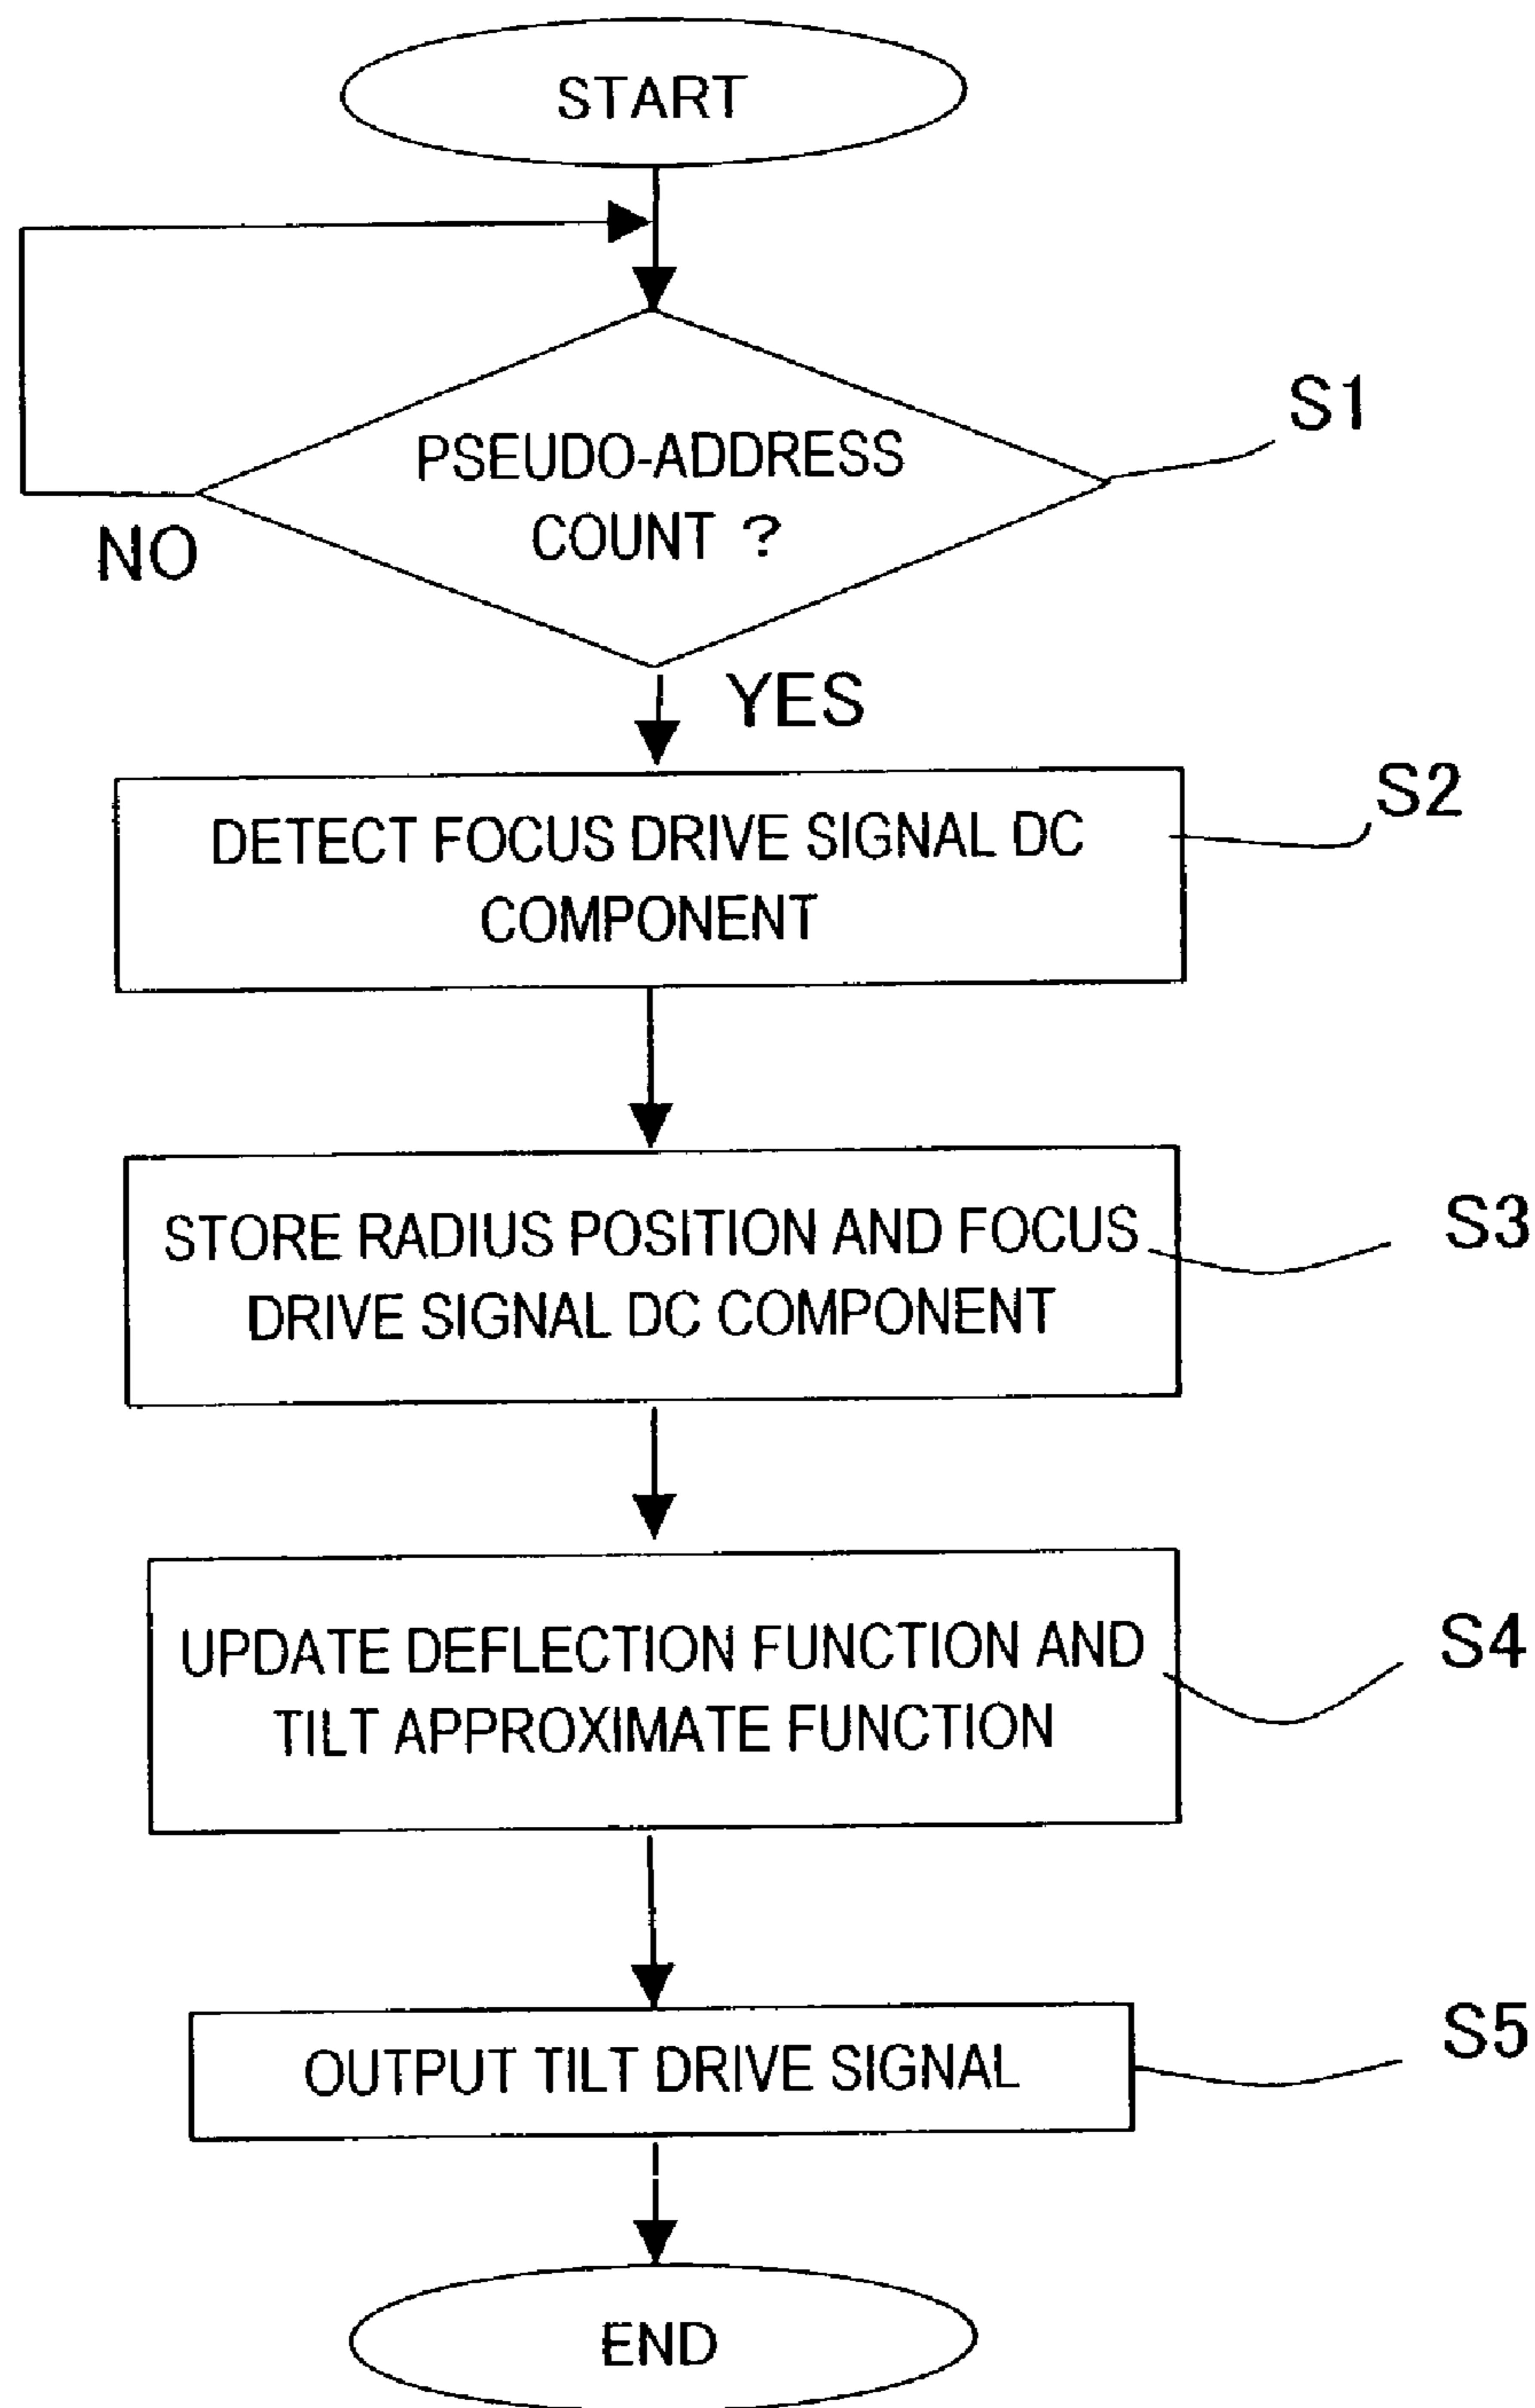 START
PSEUDO-ADDRESS
COUNT ?
S1
NO
YES
DETECT FOCUS DRIVE SIGNAL DC
COMPONENT
S2
STORE RADIUS POSITION AND FOCUS
DRIVE SIGNAL DC COMPONENT
S3
UPDATE DEFLECTION FUNCTION AND
TILT APPROXIMATE FUNCTION
S4
OUTPUT TILT DRIVE SIGNAL
S5
END